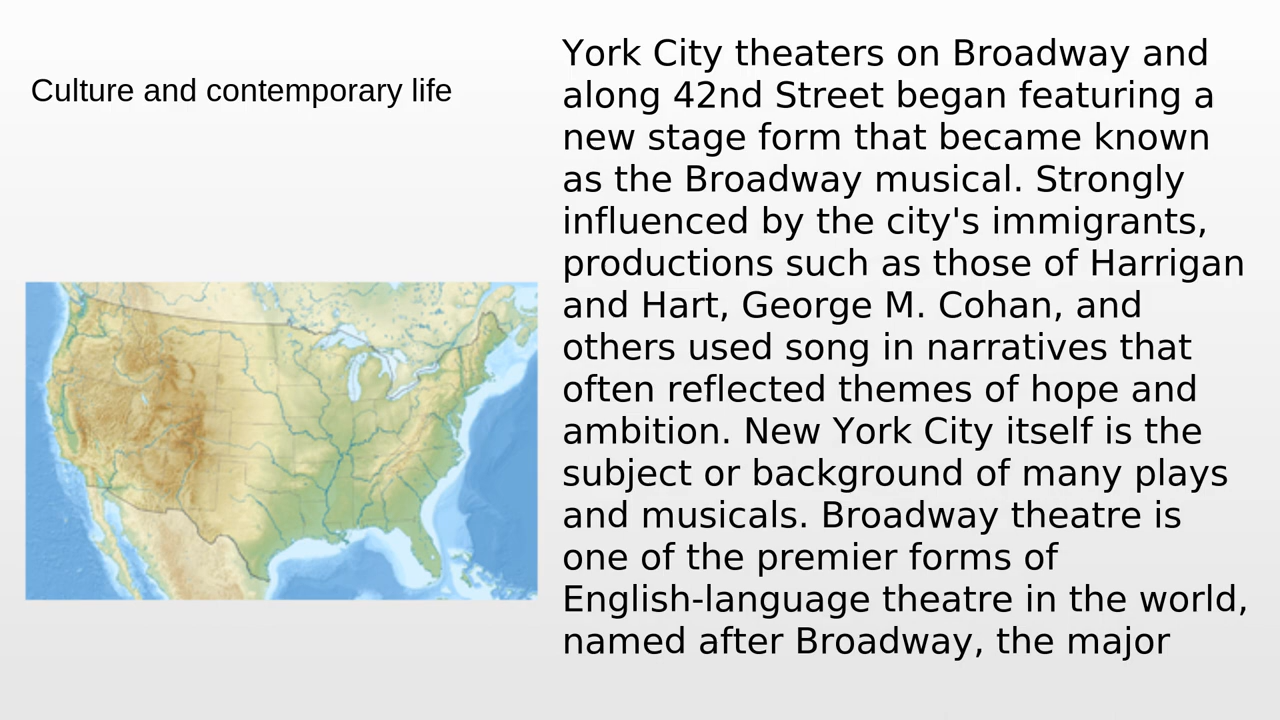 Culture and contemporary life
York City theaters on Broadway and
along 42nd Street began featuring a
new stage form that became known
as the Broadway musical. Strongly
influenced by the city's immigrants,
productions such as those of Harrigan
and Hart, George M. Cohan, and
others used song in narratives that
often reflected themes of hope and
ambition. New York City itself is the
subject or background of many plays
and musicals. Broadway theatre is
one of the premier forms of
English-language theatre in the world,
named after Broadway, the major